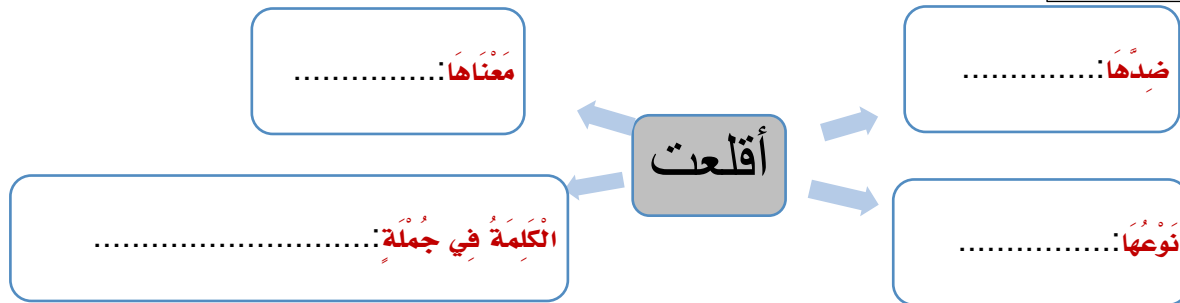 ضِدَّهَا:..............
مَعْنَاهَا:...............
أقلعت
نَوْعُهَا:................
الْكَلِمَةُ فِي جُمْلَةٍ:.............................